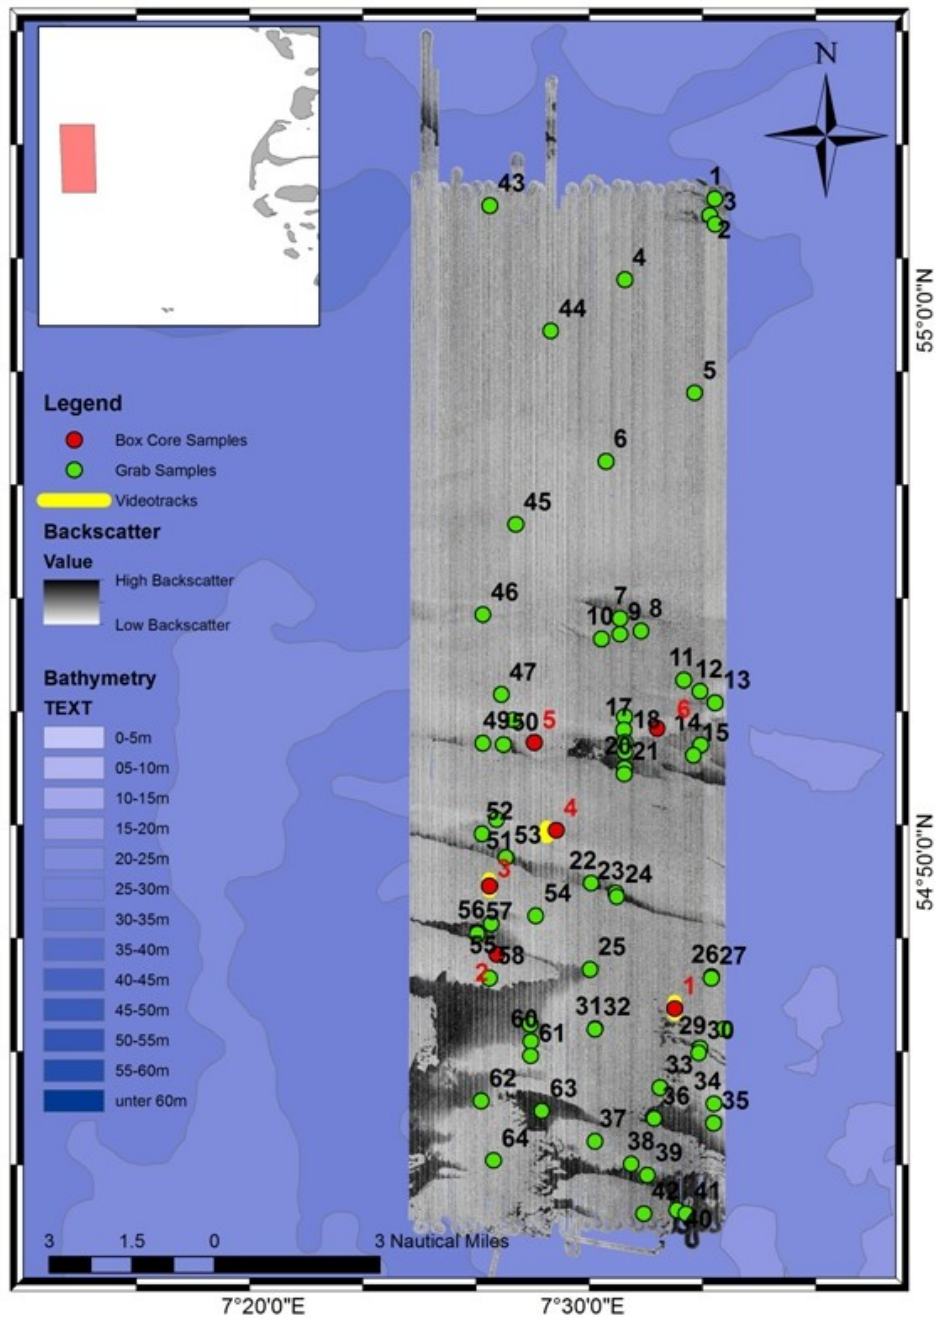 N
1
3
2
43
4
44
5
6
45
46
7
10 9 8
11 12 13
47
17 18 6 14 15
49 50 5
20 21
52
51 53 4
3
22 23 24
54
56 57
55 58
2
25
26 27
1
31 32
29 30
60
61
33 34
62 63 36 35
37
64 38 39
42 41
40
Legend
Box Core Samples
Grab Samples
Videotracks
Backscatter
Value
High Backscatter
Low Backscatter
Bathymetry
TEXT
0-5m
05-10m
10-15m
15-20m
20-25m
25-30m
30-35m
35-40m
40-45m
45-50m
50-55m
55-60m
unter 60m
3 1.5 0 3 Nautical Miles
7°20'0"E 7°30'0"E
55°0'0"N
54°50'0"N